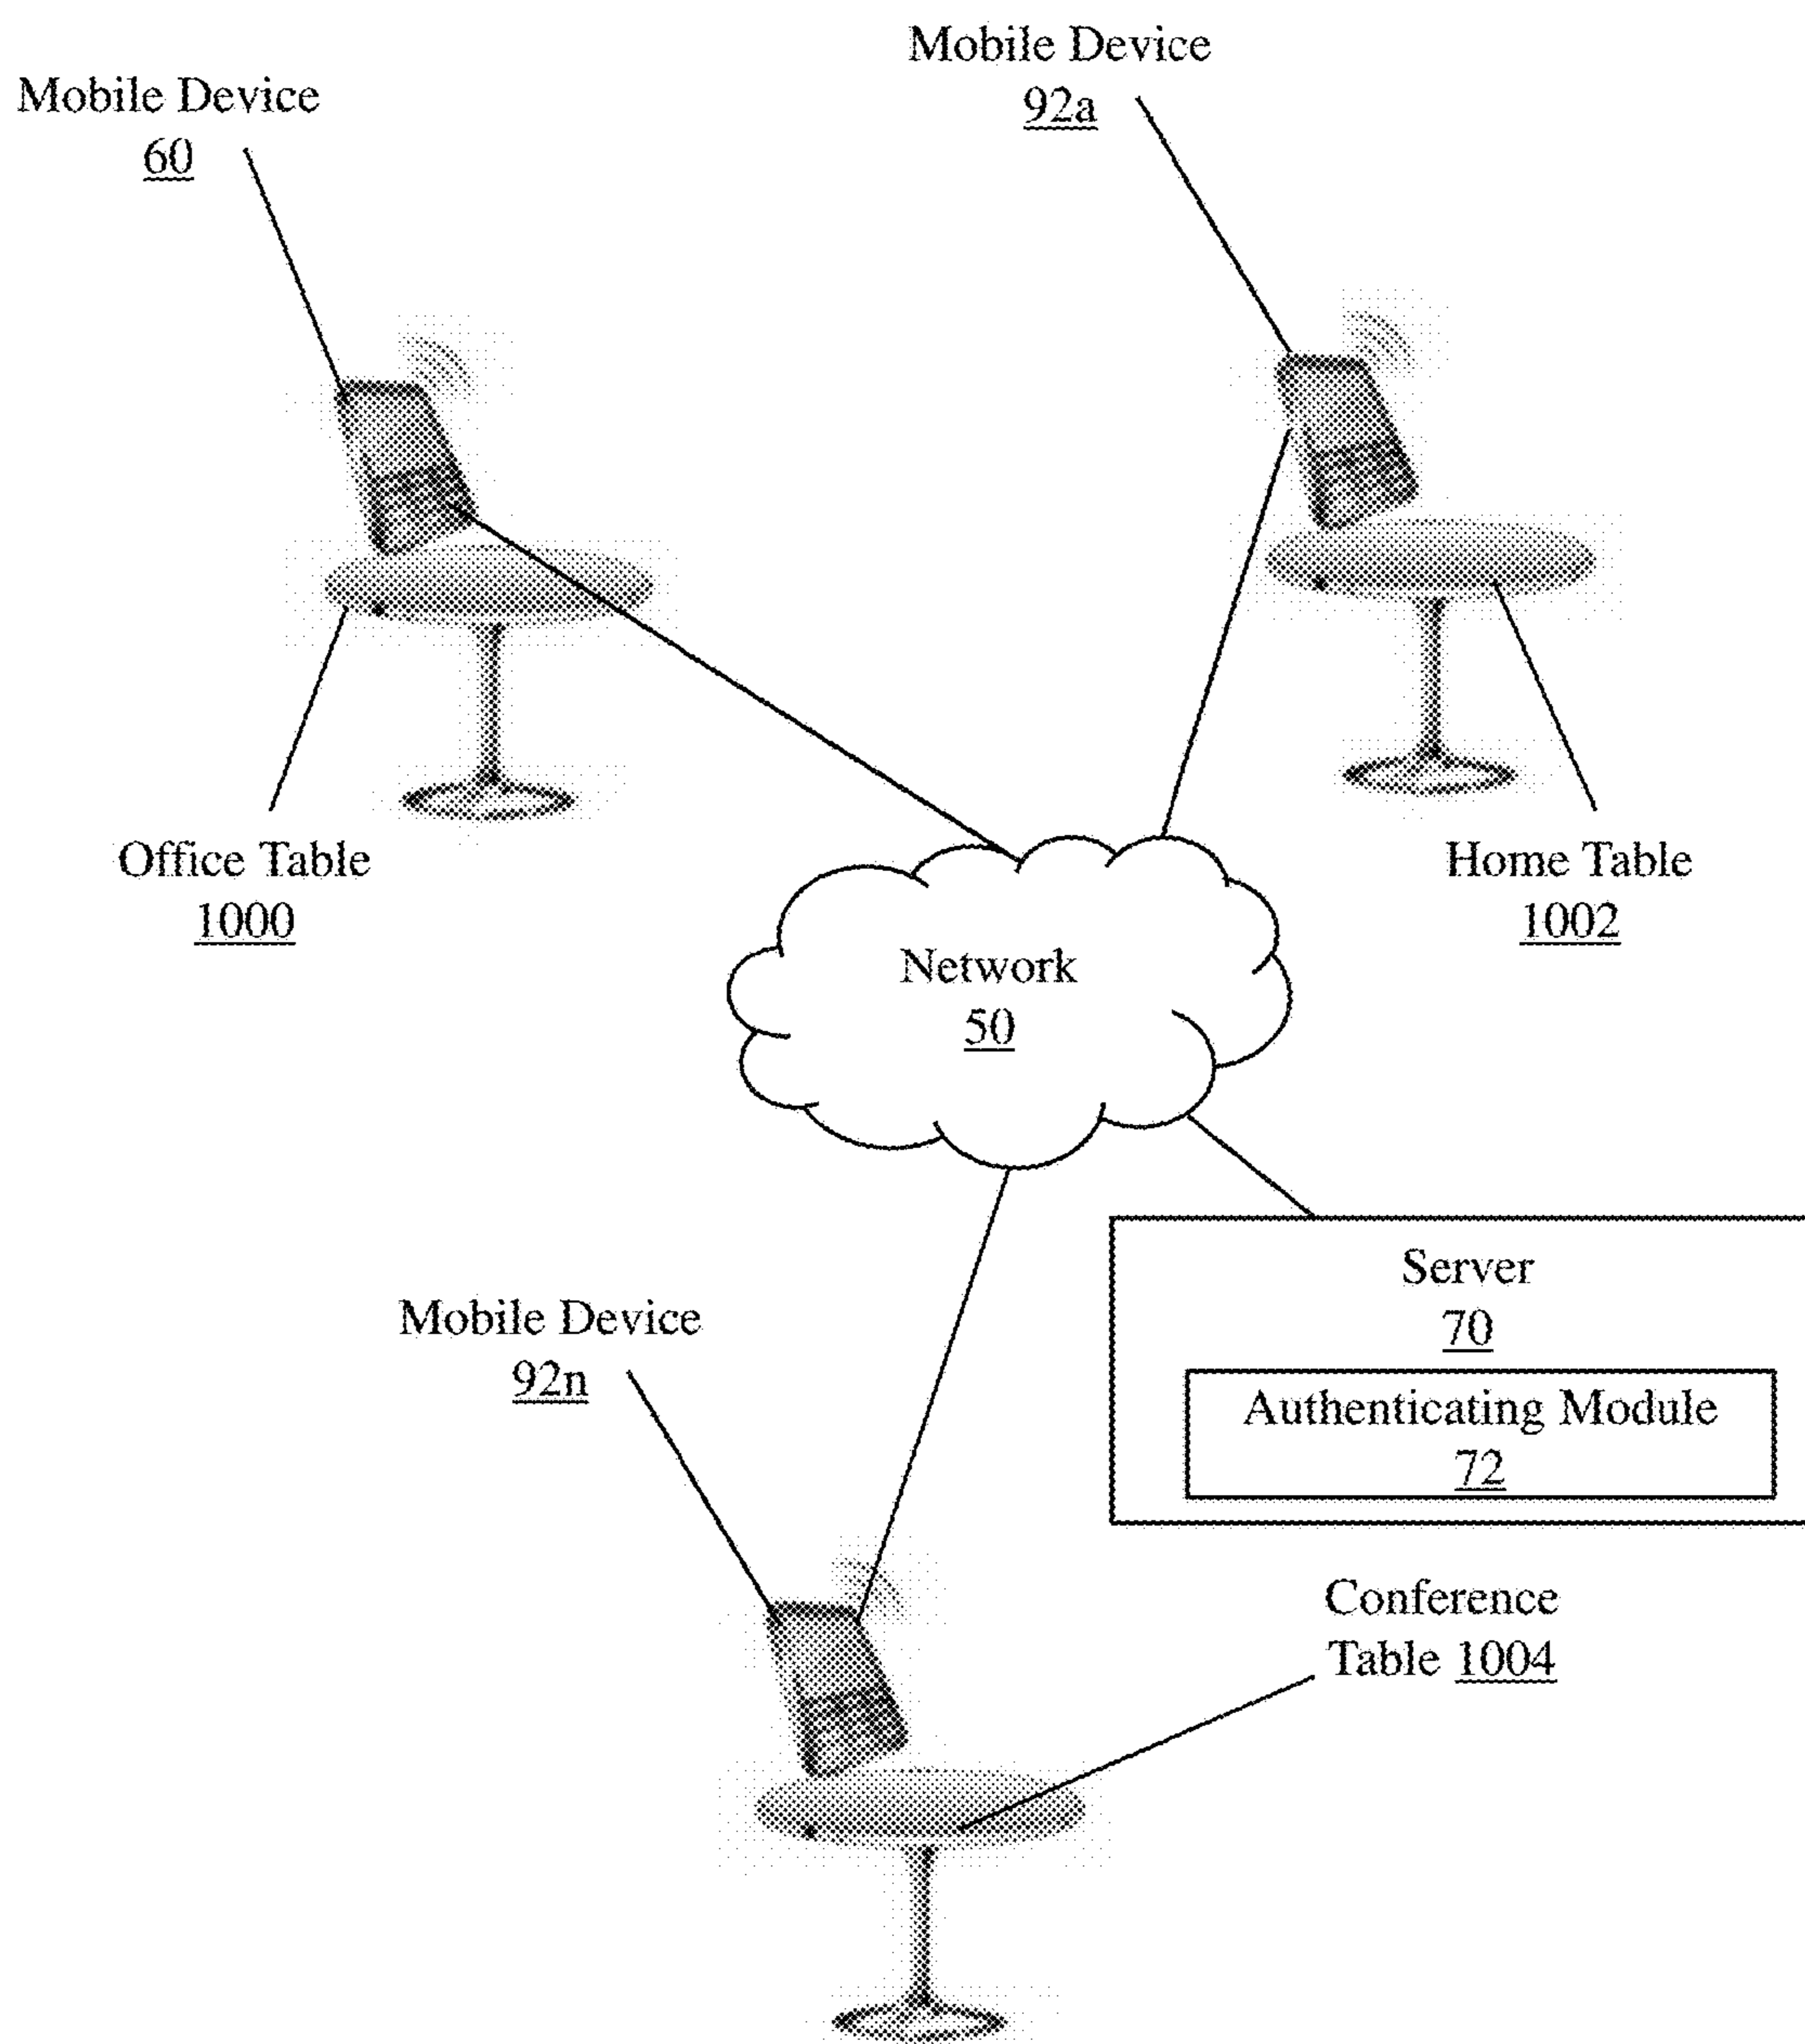 Mobile Device
92a
Mobile Device
60
Office Table
1000
Home Table
1002
Network
50
Server
70
Authenticating Module
72
Mobile Device
92n
Conference
Table 1004